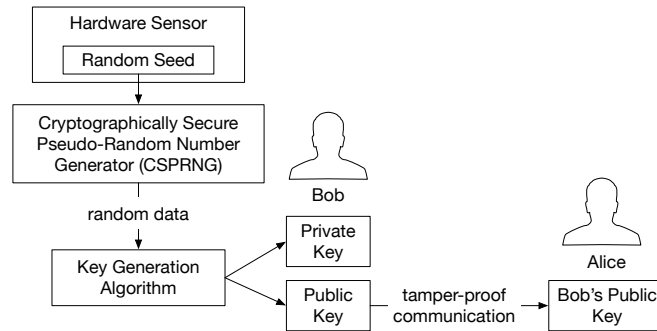 Hardware Sensor
Random Seed
Cryptographically Secure
Pseudo-Random Number
Generator (CSPRNG)
random data
Key Generation
Algorithm
Bob
Private
Key
Public
Key
tamper-proof
communication
Alice
Bob's Public
Key